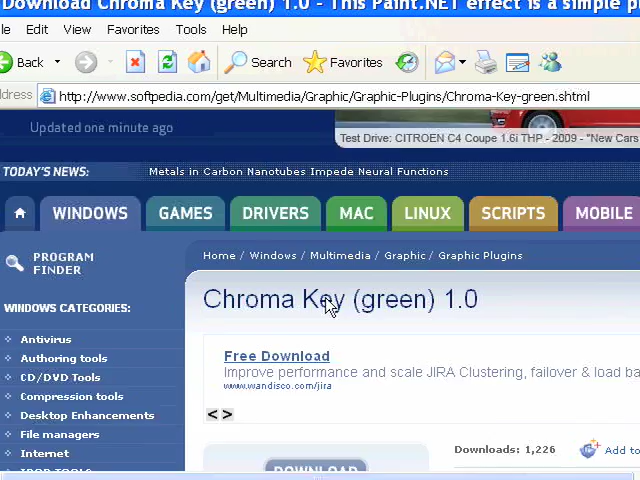 Download Chroma Key (green) 1.0 - This Paint.NET effect is a simple
Edit View Favorites Tools Help
Back Search Favorites
http://www.softpedia.com/get/Multimedia/Graphic/Graphic-Plugins/Chroma-Key-green.shtml
Updated one minute ago
Test Drive: CITROEN C4 Coupe 1.6i THP - 2009 - "New Cars
TODAY'S NEWS: Metals in Carbon Nanotubes Impede Neural Functions
WINDOWS GAMES DRIVERS MAC LINUX SCRIPTS MOBILE
PROGRAM
FINDER
Home / Windows / Multimedia / Graphic / Graphic Plugins
Chroma Key (green) 1.0
WINDOWS CATEGORIES:
Antivirus
Authoring tools
CD/DVD Tools
Compression tools
Desktop Enhancements
File managers
Internet
Free Download
Improve performance and scale JIRA Clustering, failover & load
www.wandisco.com/jira
< >
Downloads: 1,226 Add to
DOWNLOAD